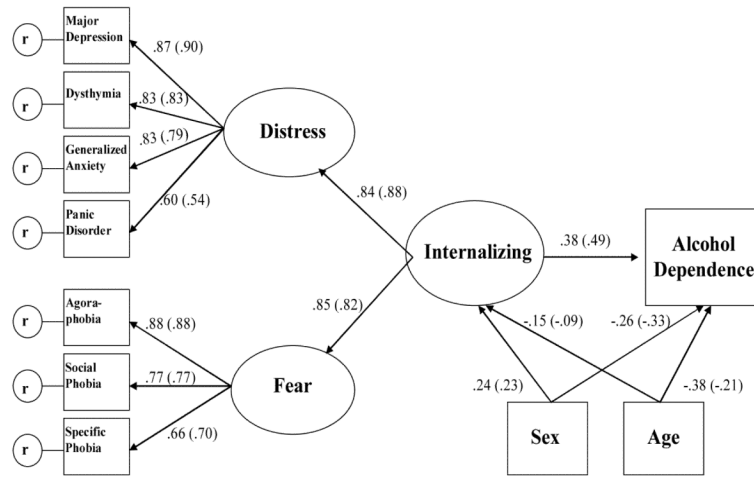 r
Major
Depression
.87 (.90)
r
Dysthymia
.83 (.83)
Distress
r
Generalized
Anxiety
.83 (.79)
r
Panic
Disorder
.60 (.54)
.84 (.88)
Internalizing
.38 (.49)
Alcohol
Dependence
.85 (.82)
r
Agora-
phobia
.88 (.88)
r
Social
Phobia
.77 (.77)
Fear
r
Specific
Phobia
.66 (.70)
-.15 (-.09)
-.26 (-.33)
.24 (.23)
-.38 (-.21)
Sex
Age